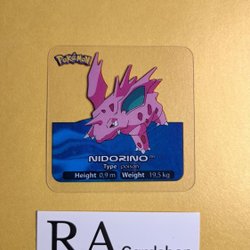 POKéMON
NIDORINO™
Type poison
Height 0,9 m Weight 19,5 kg
RA